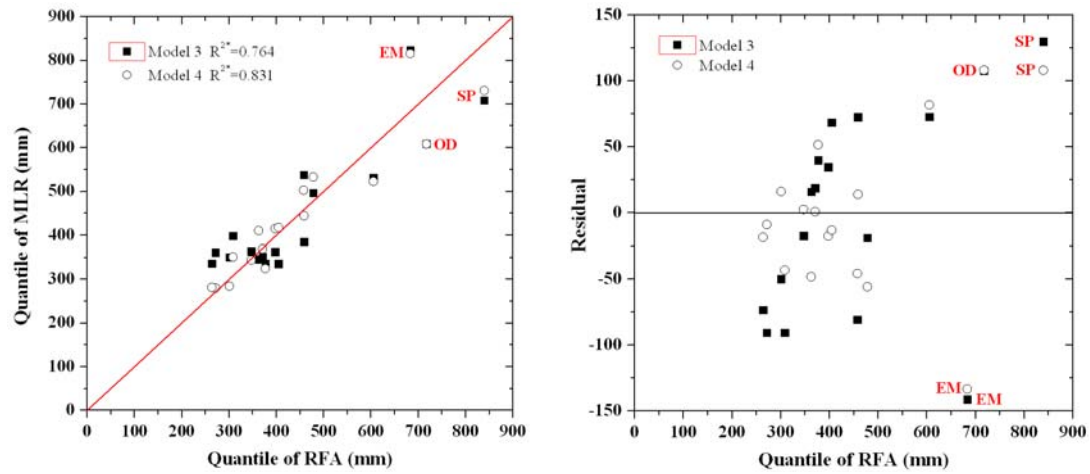 900
800
700
600
500
400
300
200
100
0
Quantile of MLR (mm)
Model 3 R²*=0.764
Model 4 R²*=0.831
EM
SP
OD
0 100 200 300 400 500 600 700 800 900
Quantile of RFA (mm)
150
100
50
0
-50
-100
-150
Residual
Model 3
Model 4
SP
OD SP
EM
EM
0 100 200 300 400 500 600 700 800 900
Quantile of RFA (mm)